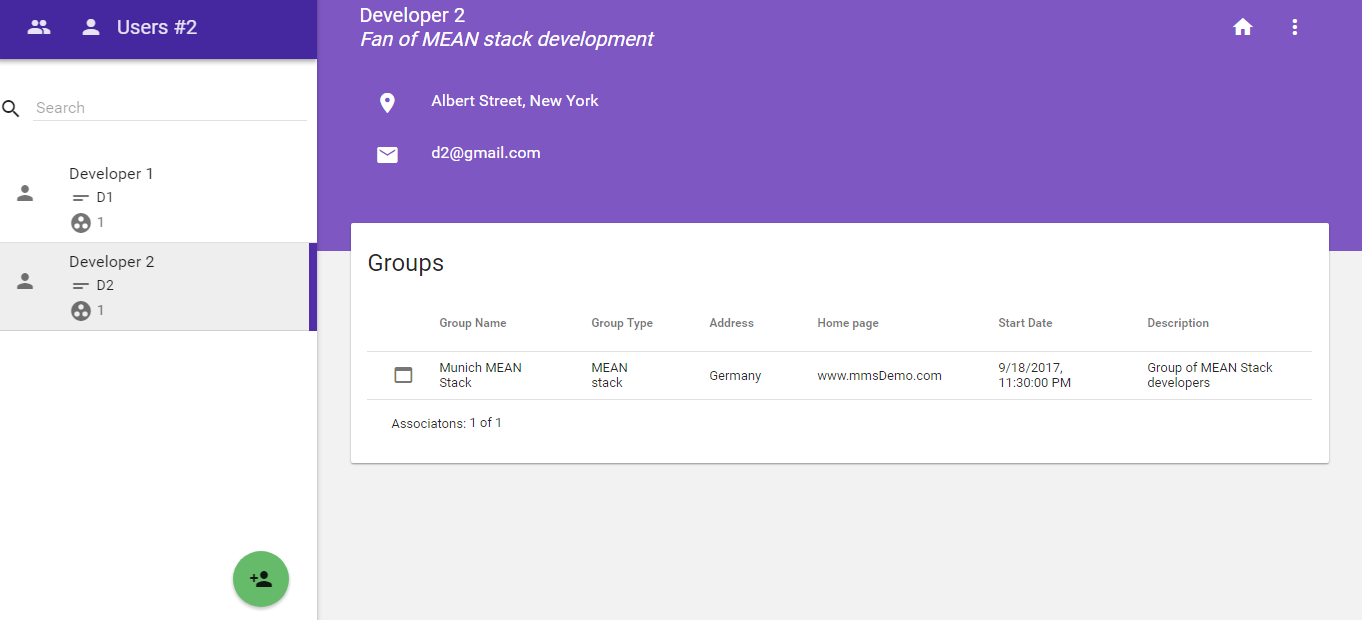 Users #2
Search
Developer 1
D1
1
Developer 2
D2
1
Developer 2
Fan of MEAN stack development
Albert Street, New York
d2@gmail.com
Groups
Group Name Group Type Address Home page Start Date Description
Munich MEAN MEAN 9/18/2017, Group of MEAN Stack
Germany www.mmsDemo.com
Stack stack 11:30:00 PM developers
Associatons: 1 of 1